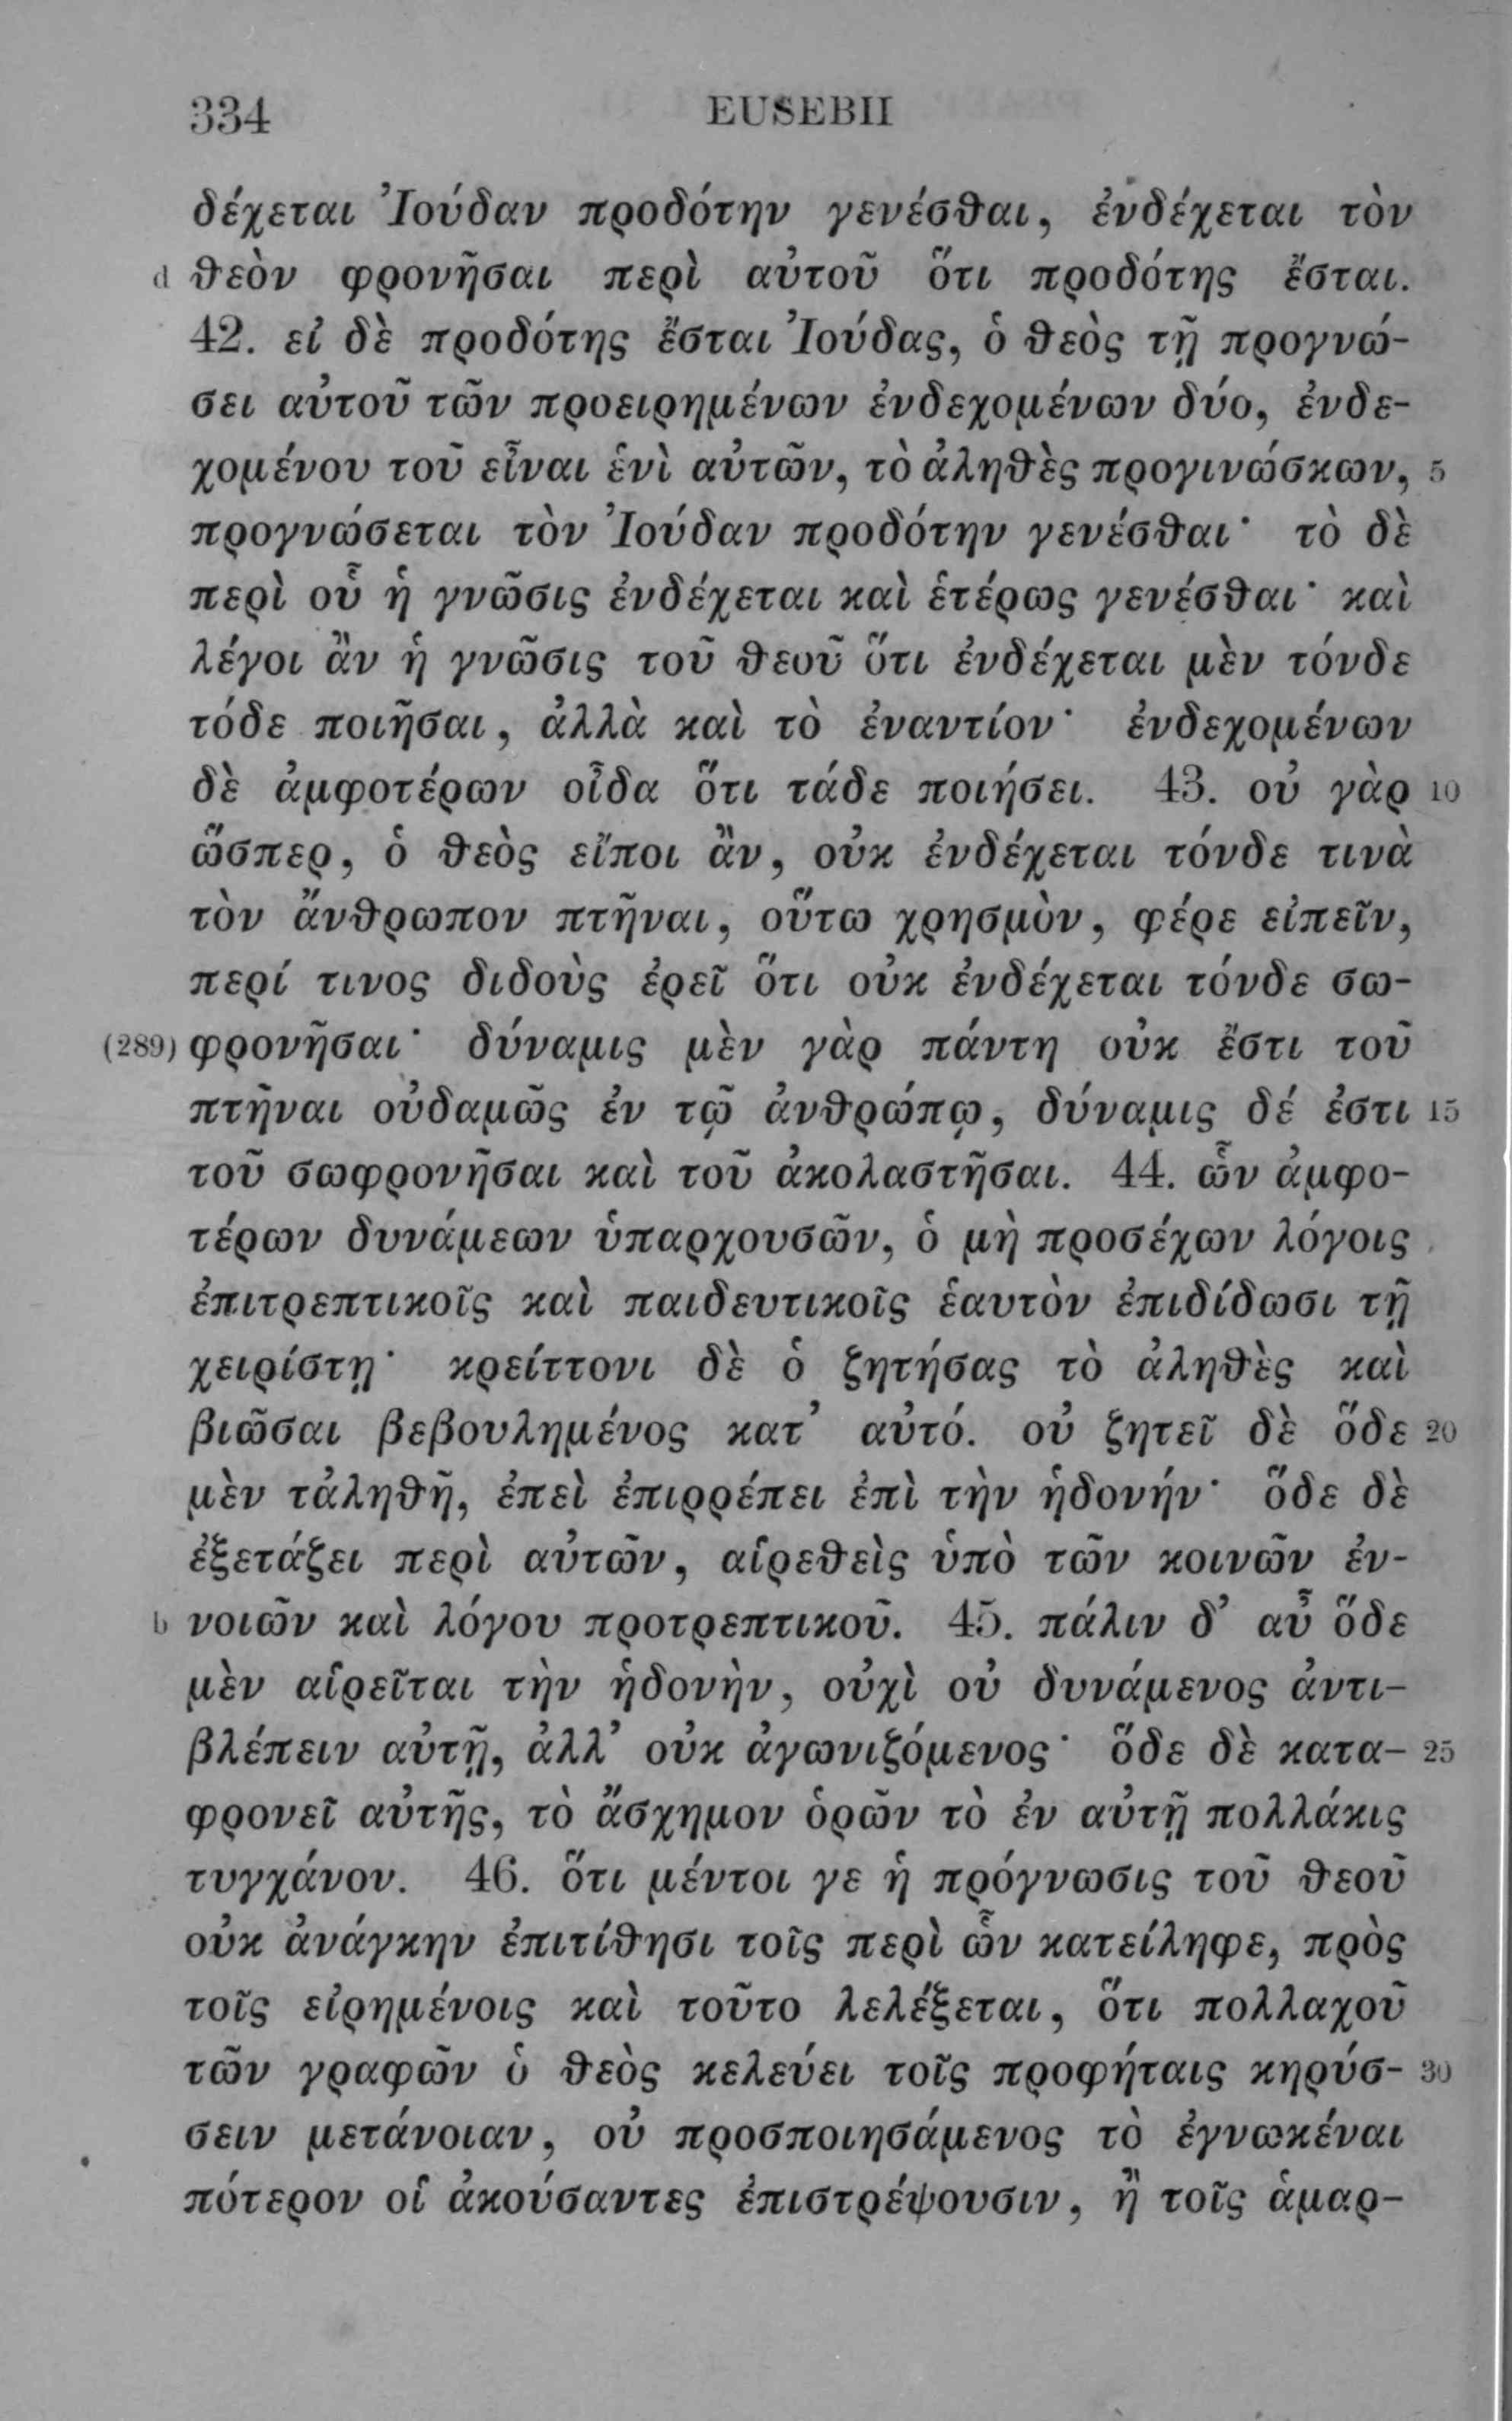 334 EUSEBII
δέχεται Ἰούδαν προδότην γενέσθαι, ἐνδέχεται τὸν
d θεὸν φρονῆσαι περὶ αὐτοῦ ὅτι προδότης ἔσται.
42. εἰ δὲ προδότης ἔσται Ἰούδας, ὁ θεὸς τῇ προγνώ-
σει αὐτοῦ τῶν προειρημένων ἐνδεχομένων δύο, ἐνδε-
χομένου τοῦ εἶναι ἑνὶ αὐτῶν, τὸ ἀληθὲς προγινώσκων, 5
προγνώσεται τὸν Ἰούδαν προδότην γενέσθαι· τὸ δὲ
περὶ οὗ ἡ γνῶσις ἐνδέχεται καὶ ἑτέρως γενέσθαι· καὶ
λέγοι ἂν ἡ γνῶσις τοῦ θεοῦ ὅτι ἐνδέχεται μὲν τόνδε
τόδε ποιῆσαι, ἀλλὰ καὶ τὸ ἐναντίον· ἐνδεχομένων
δὲ ἀμφοτέρων οἶδα ὅτι τάδε ποιήσει. 43. οὐ γὰρ 10
ὥσπερ, ὁ θεὸς εἴποι ἂν, οὐκ ἐνδέχεται τόνδε τινὰ
τὸν ἄνθρωπον πτῆναι, οὕτω χρησμὸν, φέρε εἰπεῖν,
περί τινος διδοὺς ἐρεῖ ὅτι οὐκ ἐνδέχεται τόνδε σω-
(289) φρονῆσαι· δύναμις μὲν γὰρ πάντη οὐκ ἔστι τοῦ
πτῆναι οὐδαμῶς ἐν τῷ ἀνθρώπῳ, δύναμις δέ ἐστι 15
τοῦ σωφρονῆσαι καὶ τοῦ ἀκολαστῆσαι. 44. ὧν ἀμφο-
τέρων δυνάμεων ὑπαρχουσῶν, ὁ μὴ προσέχων λόγοις
ἐπιτρεπτικοῖς καὶ παιδευτικοῖς ἑαυτὸν ἐπιδίδωσι τῇ
χειρίστῃ· κρείττονι δὲ ὁ ζητήσας τὸ ἀληθὲς καὶ
βιῶσαι βεβουλημένος κατ’ αὐτό. οὐ ζητεῖ δὲ ὅδε 20
μὲν τἀληθῆ, ἐπεὶ ἐπιρρέπει ἐπὶ τὴν ἡδονήν· ὅδε δὲ
ἐξετάζει περὶ αὐτῶν, αἱρεθεὶς ὑπὸ τῶν κοινῶν ἐν-
b νοιῶν καὶ λόγου προτρεπτικοῦ. 45. πάλιν δ’ αὖ ὅδε
μὲν αἱρεῖται τὴν ἡδονὴν, οὐχὶ οὐ δυνάμενος ἀντι-
βλέπειν αὐτῇ, ἀλλ’ οὐκ ἀγωνιζόμενος· ὅδε δὲ κατα- 25
φρονεῖ αὐτῆς, τὸ ἄσχημον ὁρῶν τὸ ἐν αὐτῇ πολλάκις
τυγχάνον. 46. ὅτι μέντοι γε ἡ πρόγνωσις τοῦ θεοῦ
οὐκ ἀνάγκην ἐπιτίθησι τοῖς περὶ ὧν κατείληφε, πρὸς
τοῖς εἰρημένοις καὶ τοῦτο λελέξεται, ὅτι πολλαχοῦ
τῶν γραφῶν ὁ θεὸς κελεύει τοῖς προφήταις κηρύσ- 30
σειν μετάνοιαν, οὐ προσποιησάμενος τὸ ἐγνωκέναι
πότερον οἱ ἀκούσαντες ἐπιστρέψουσιν, ἢ τοῖς ἁμαρ-